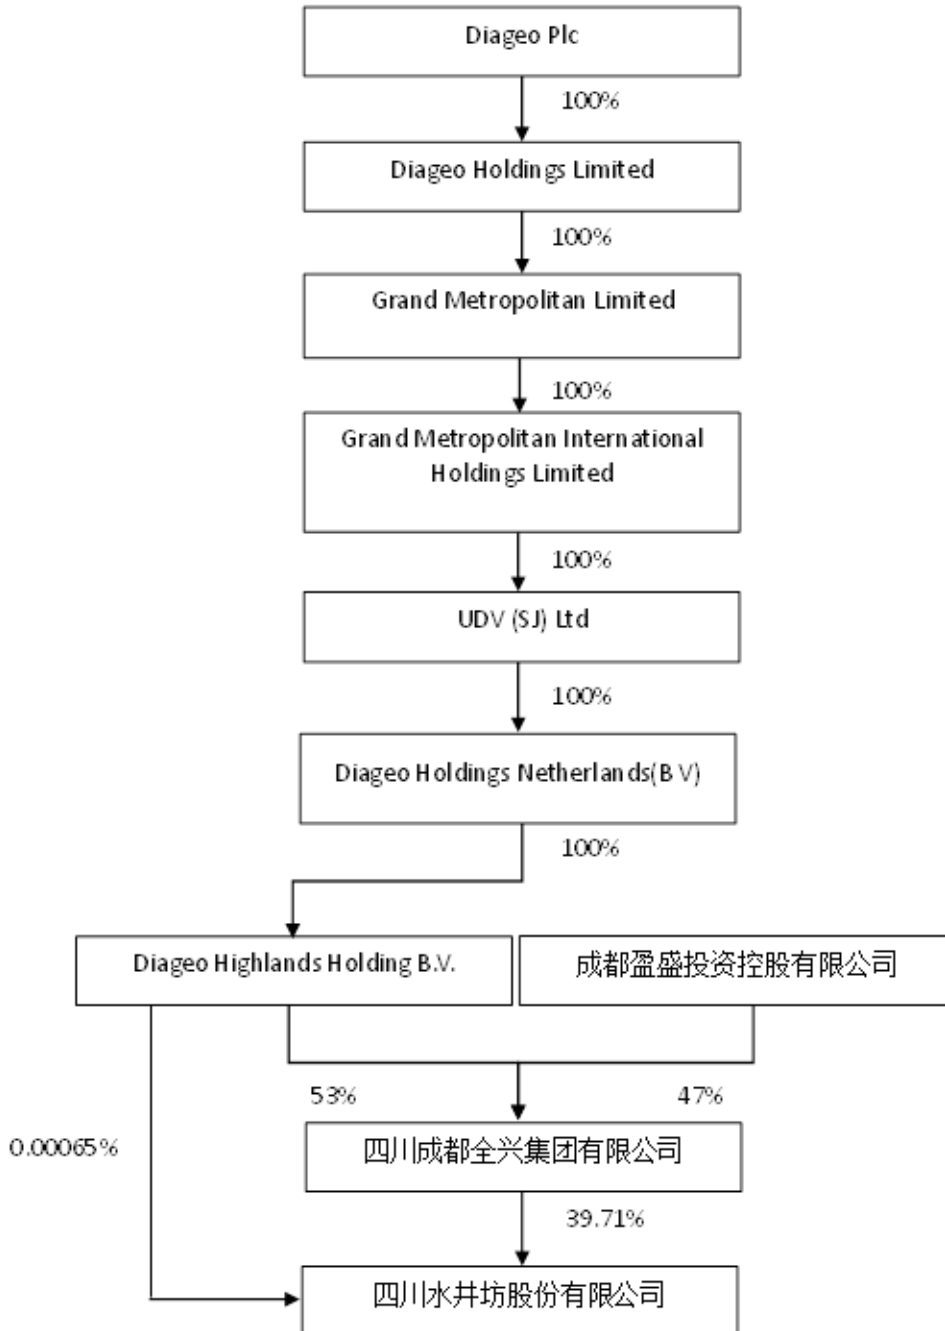 Diageo Plc
100%
Diageo Holdings Limited
100%
Grand Metropolitan Limited
100%
Grand Metropolitan International
Holdings Limited
100%
UDV (SJ) Ltd
100%
Diageo Holdings Netherlands(B V)
100%
Diageo Highlands Holding B.V.
成都盈盛投资控股有限公司
53%
47%
0.00065%
四川成都全兴集团有限公司
39.71%
四川水井坊股份有限公司